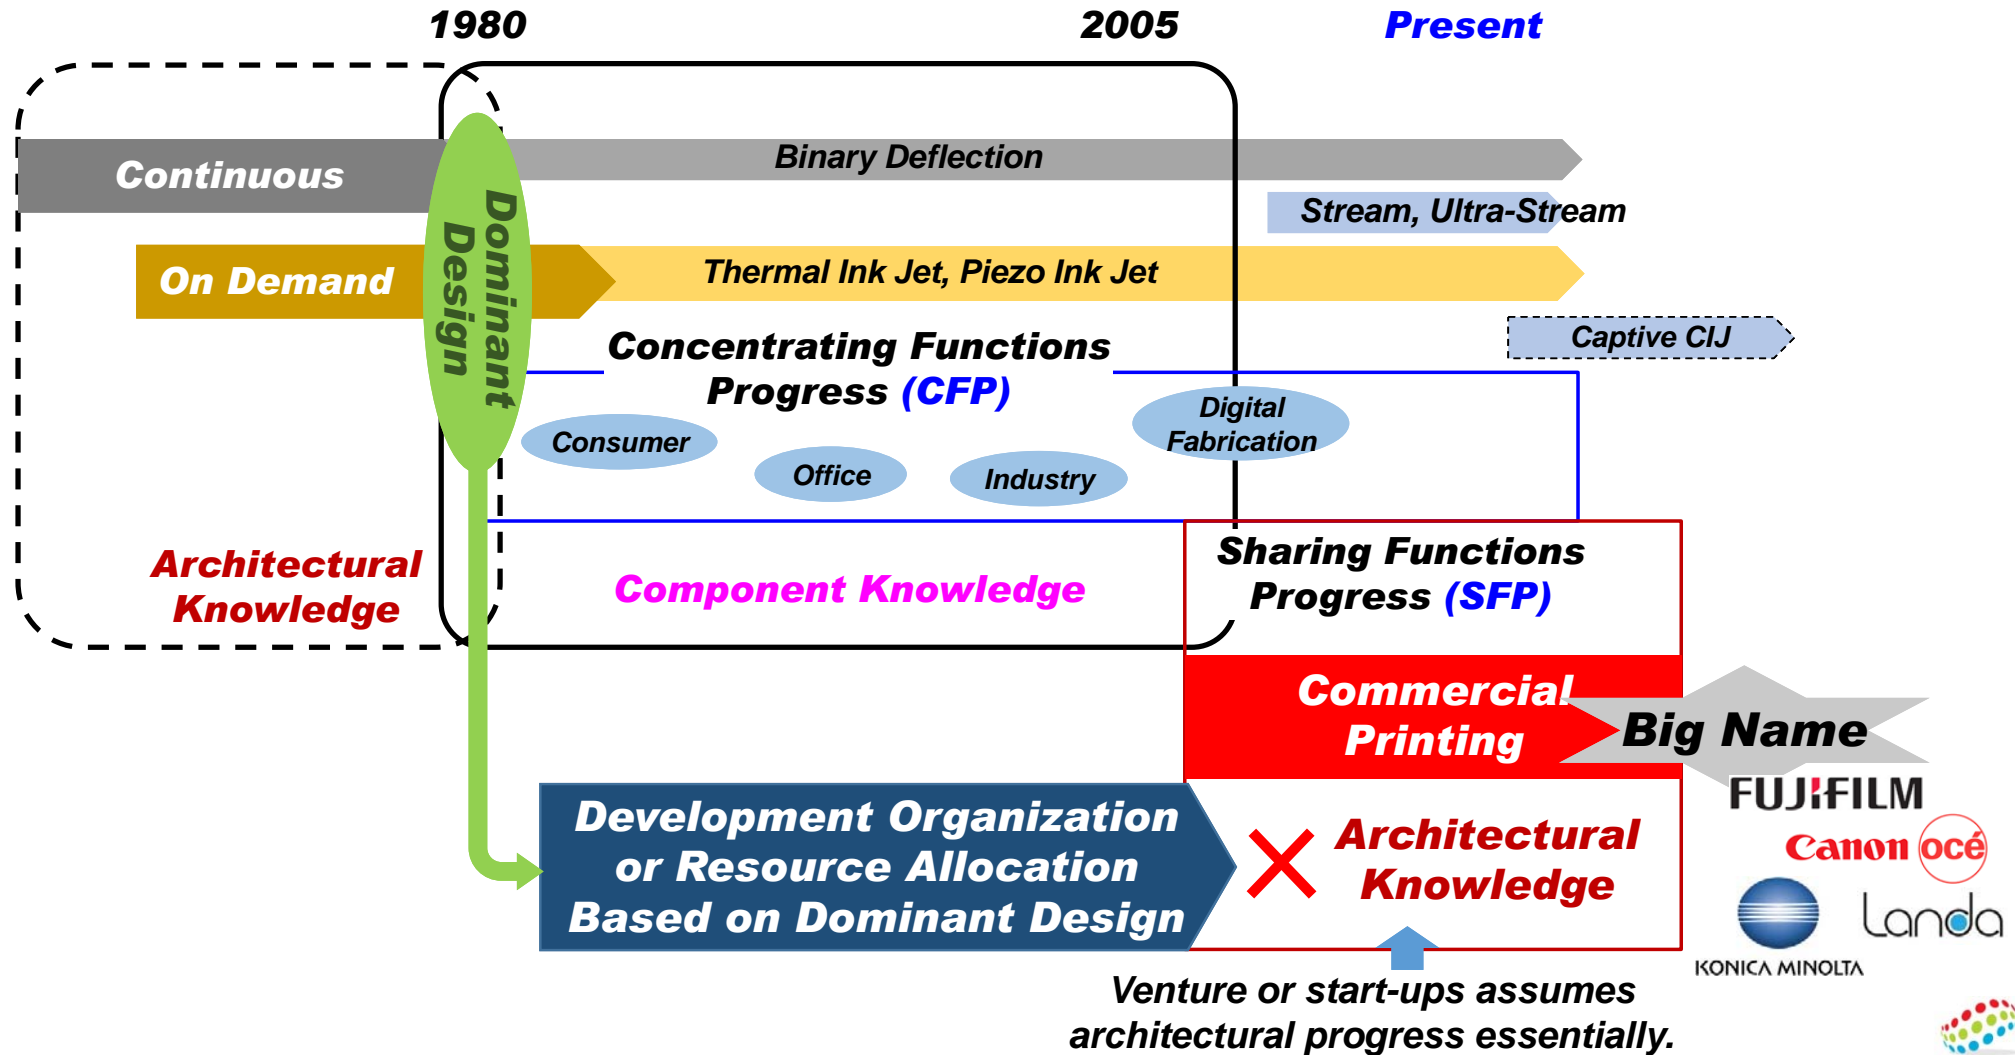 1980
2005
Present
Continuous
Binary Deflection
Stream, Ultra-Stream
On Demand
Thermal Ink Jet, Piezo Ink Jet
Dominant
Design
Captive CIJ
Concentrating Functions
Progress (CFP)
Consumer
Office
Industry
Digital
Fabrication
Architectural
Knowledge
Component Knowledge
Sharing Functions
Progress (SFP)
Commercial
Printing
Big Name
Development Organization
or Resource Allocation
Based on Dominant Design
Architectural
Knowledge
FUJIFILM
Canon océ
KONICA MINOLTA
Landa
Venture or start-ups assumes
architectural progress essentially.